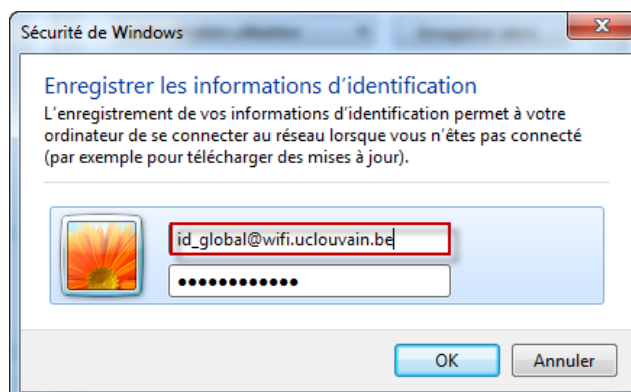 Sécurité de Windows
Enregistrer les informations d'identification
L'enregistrement de vos informations d'identification permet à votre
ordinateur de se connecter au réseau lorsque vous n'êtes pas connecté
(par exemple pour télécharger des mises à jour).
id_global@wifi.uclouvain.be
●●●●●●●●●●●●
OK
Annuler